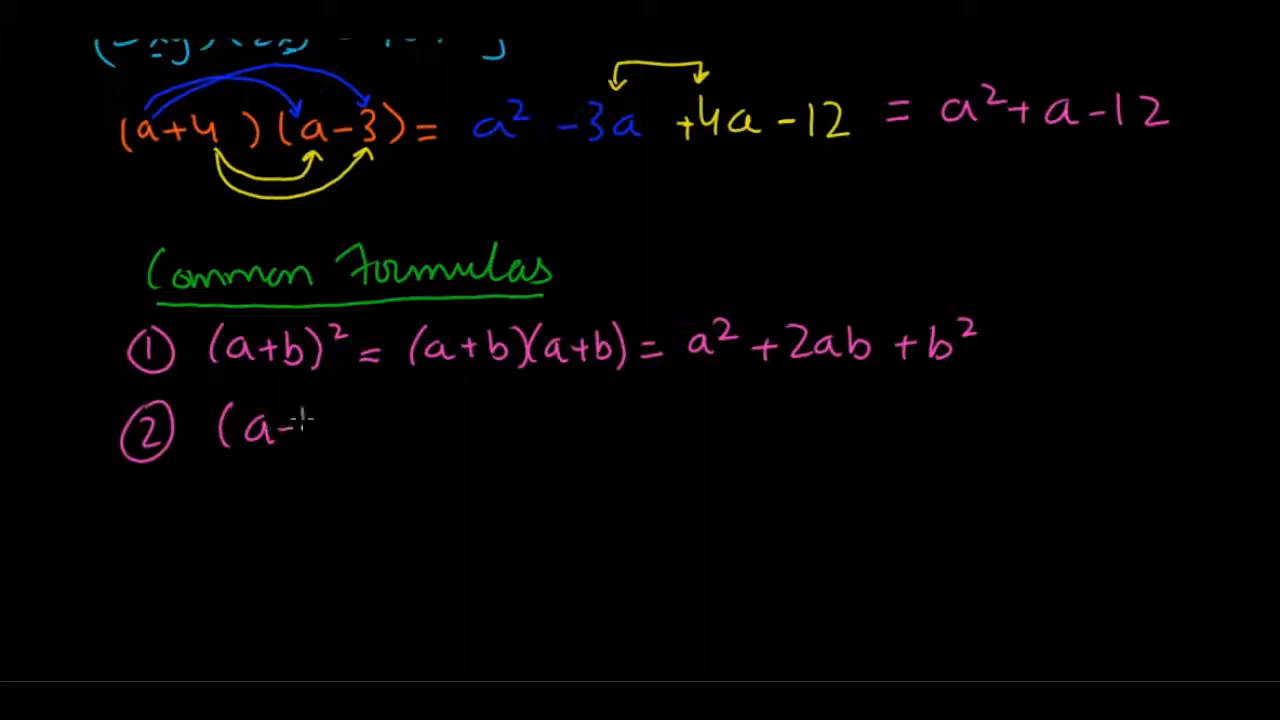 (a+4)(a-3) = a² -3a +4a -12 = a² + a -12
Common Formulas
① (a+b)² = (a+b)(a+b) = a² + 2ab + b²
② (a-